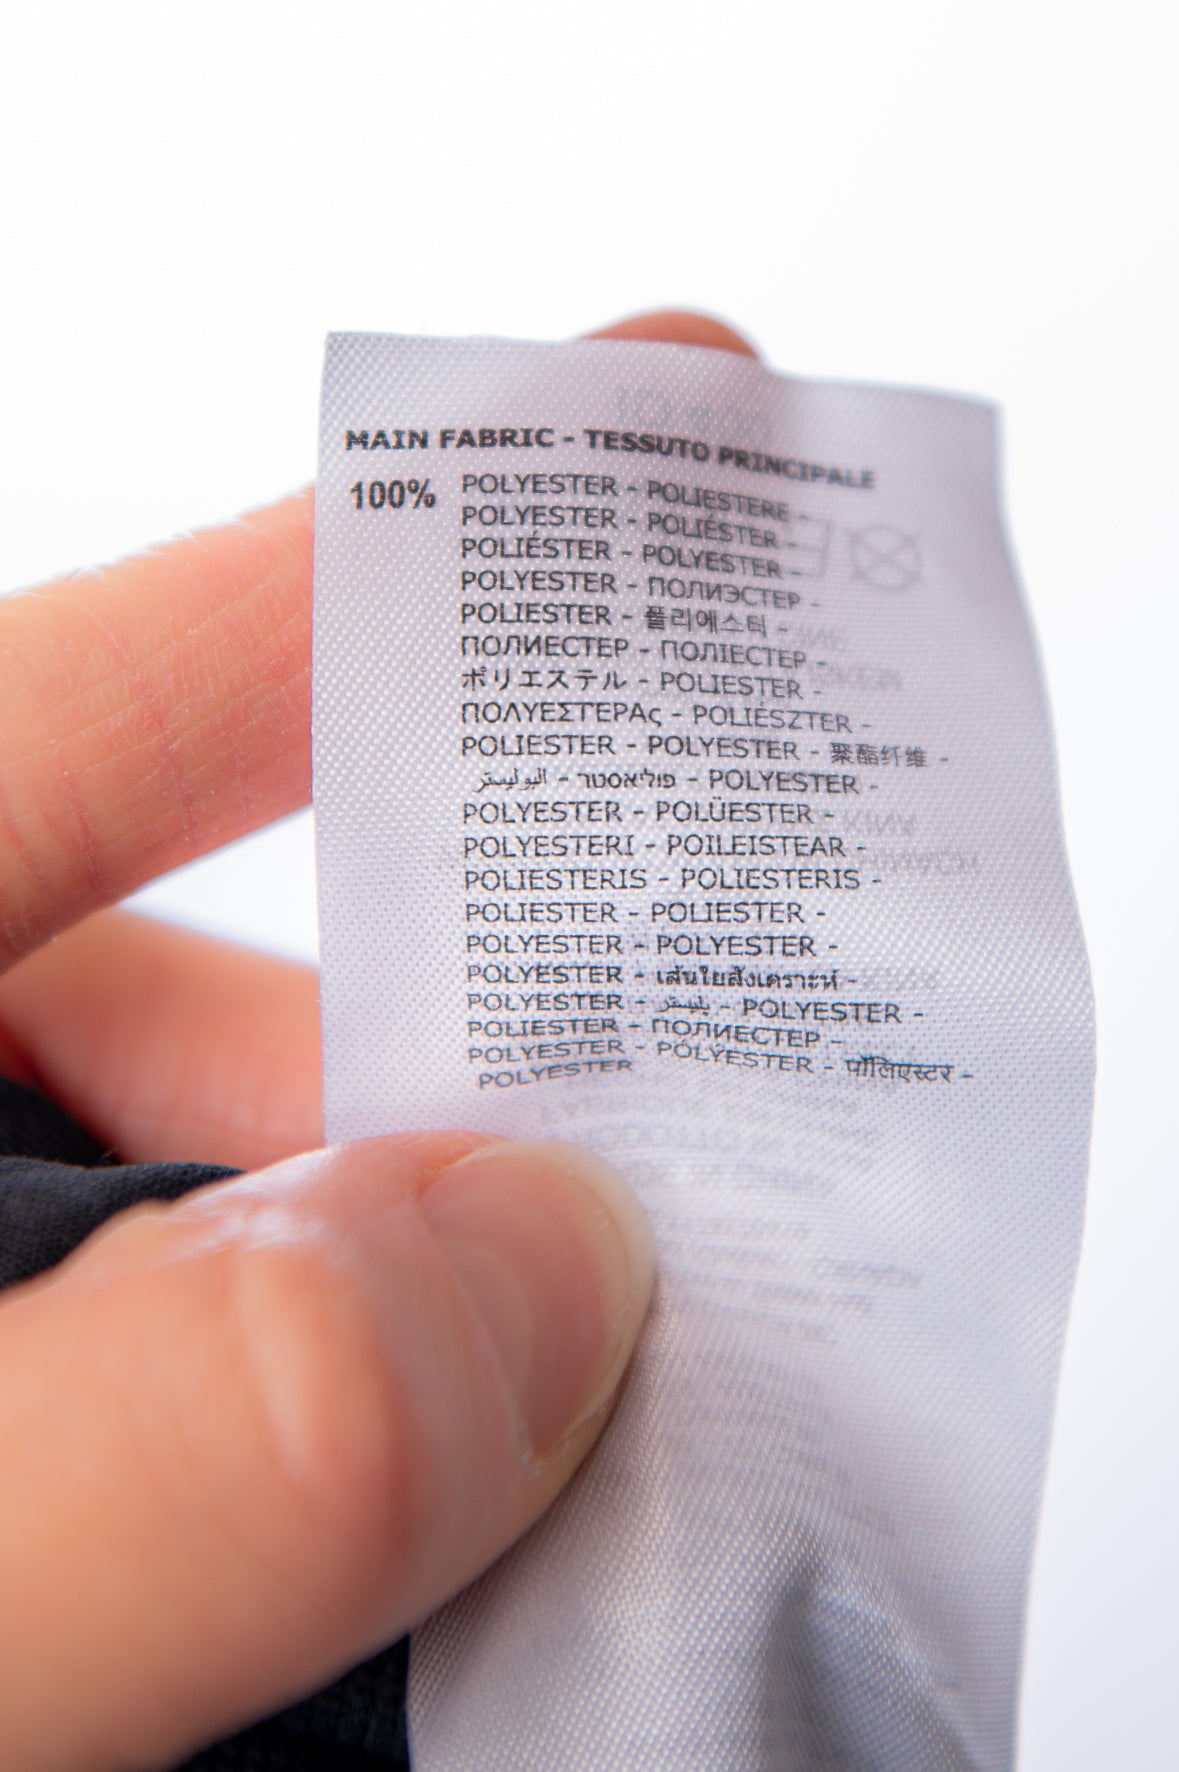 MAIN FABRIC - TESSUTO PRINCIPALE
100% POLYESTER - POLIESTERE -
POLYESTER - POLIÉSTER -
POLIÉSTER - POLYESTER -
POLYESTER - ПОЛИЭСТЕР -
POLIESTER - 폴리에스터 -
ПОЛИЕСТЕР - ПОЛІЕСТЕР -
ポリエステル - POLIESTER -
ΠΟΛΥΕΣΤΕΡΑς - POLIÉSZTER -
POLIESTER - POLYESTER - 聚酯纤维 -
البوليستر - פוליאסטר - POLYESTER -
POLYESTER - POLÜESTER -
POLYESTERI - POILEISTEAR -
POLIESTERIS - POLIESTERIS -
POLIESTER - POLIESTER -
POLYESTER - POLYESTER -
POLYESTER - เส้นใยสังเคราะห์ -
POLYESTER - پلیستر - POLYESTER -
POLIESTER - ПОЛИЕСТЕР -
POLYESTER - PÓLÝESTER - पॉलिएस्टर -
POLYESTER